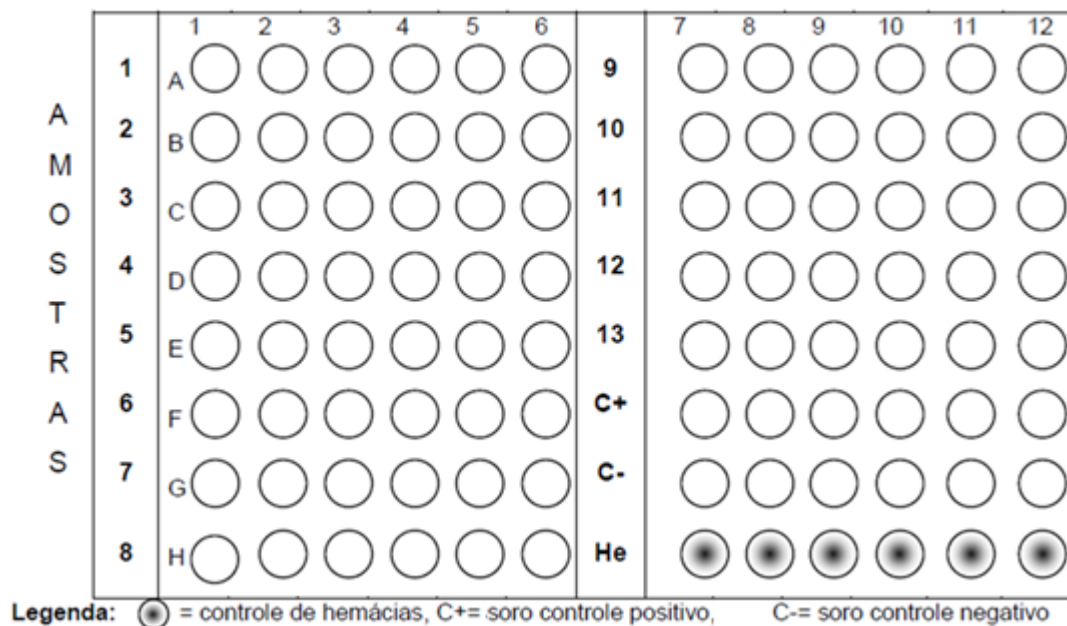 1 2 3 4 5 6 7 8 9 10 11 12
AMOSTRAS
1 A 9
2 B 10
3 C 11
4 D 12
5 E 13
6 F C+
7 G C-
8 H He
Legenda: = controle de hemácias, C+= soro controle positivo, C-= soro controle negativo